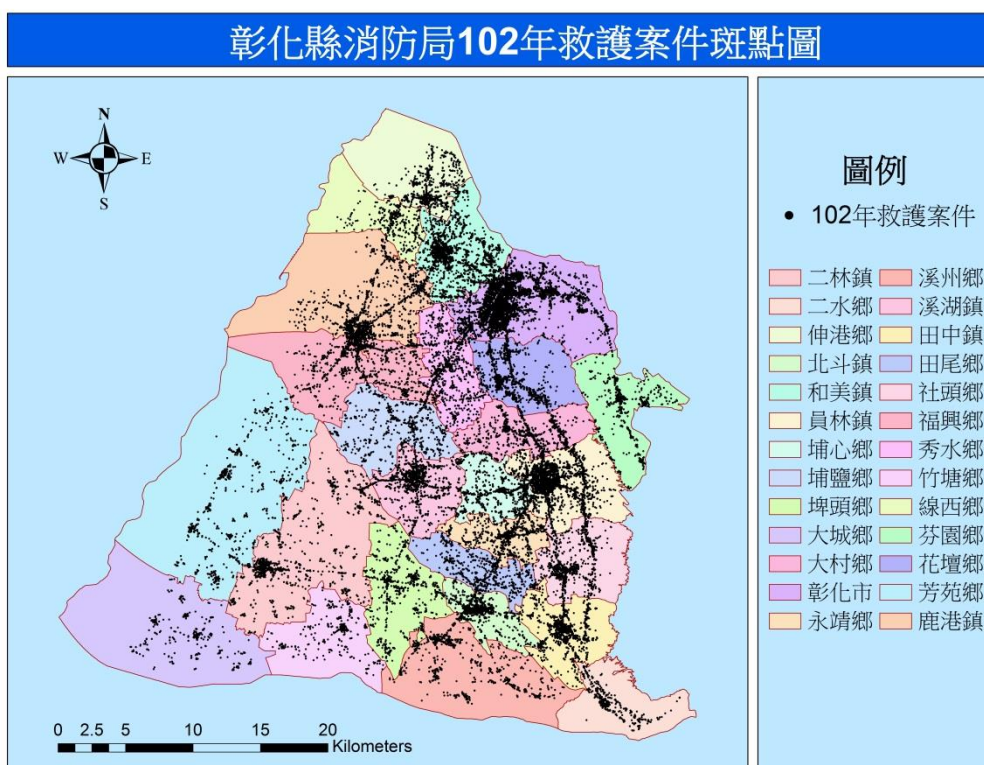 彰化縣消防局102年救護案件斑點圖
N
W E
S
圖例
102年救護案件
二林鎮 溪州鄉
二水鄉 溪湖鎮
伸港鄉 田中鎮
北斗鎮 田尾鄉
和美鎮 社頭鄉
員林鎮 福興鄉
埔心鄉 秀水鄉
埔鹽鄉 竹塘鄉
埤頭鄉 線西鄉
大城鄉 芬園鄉
大村鄉 花壇鄉
彰化市 芳苑鄉
永靖鄉 鹿港鎮
0 2.5 5 10 15 20
Kilometers